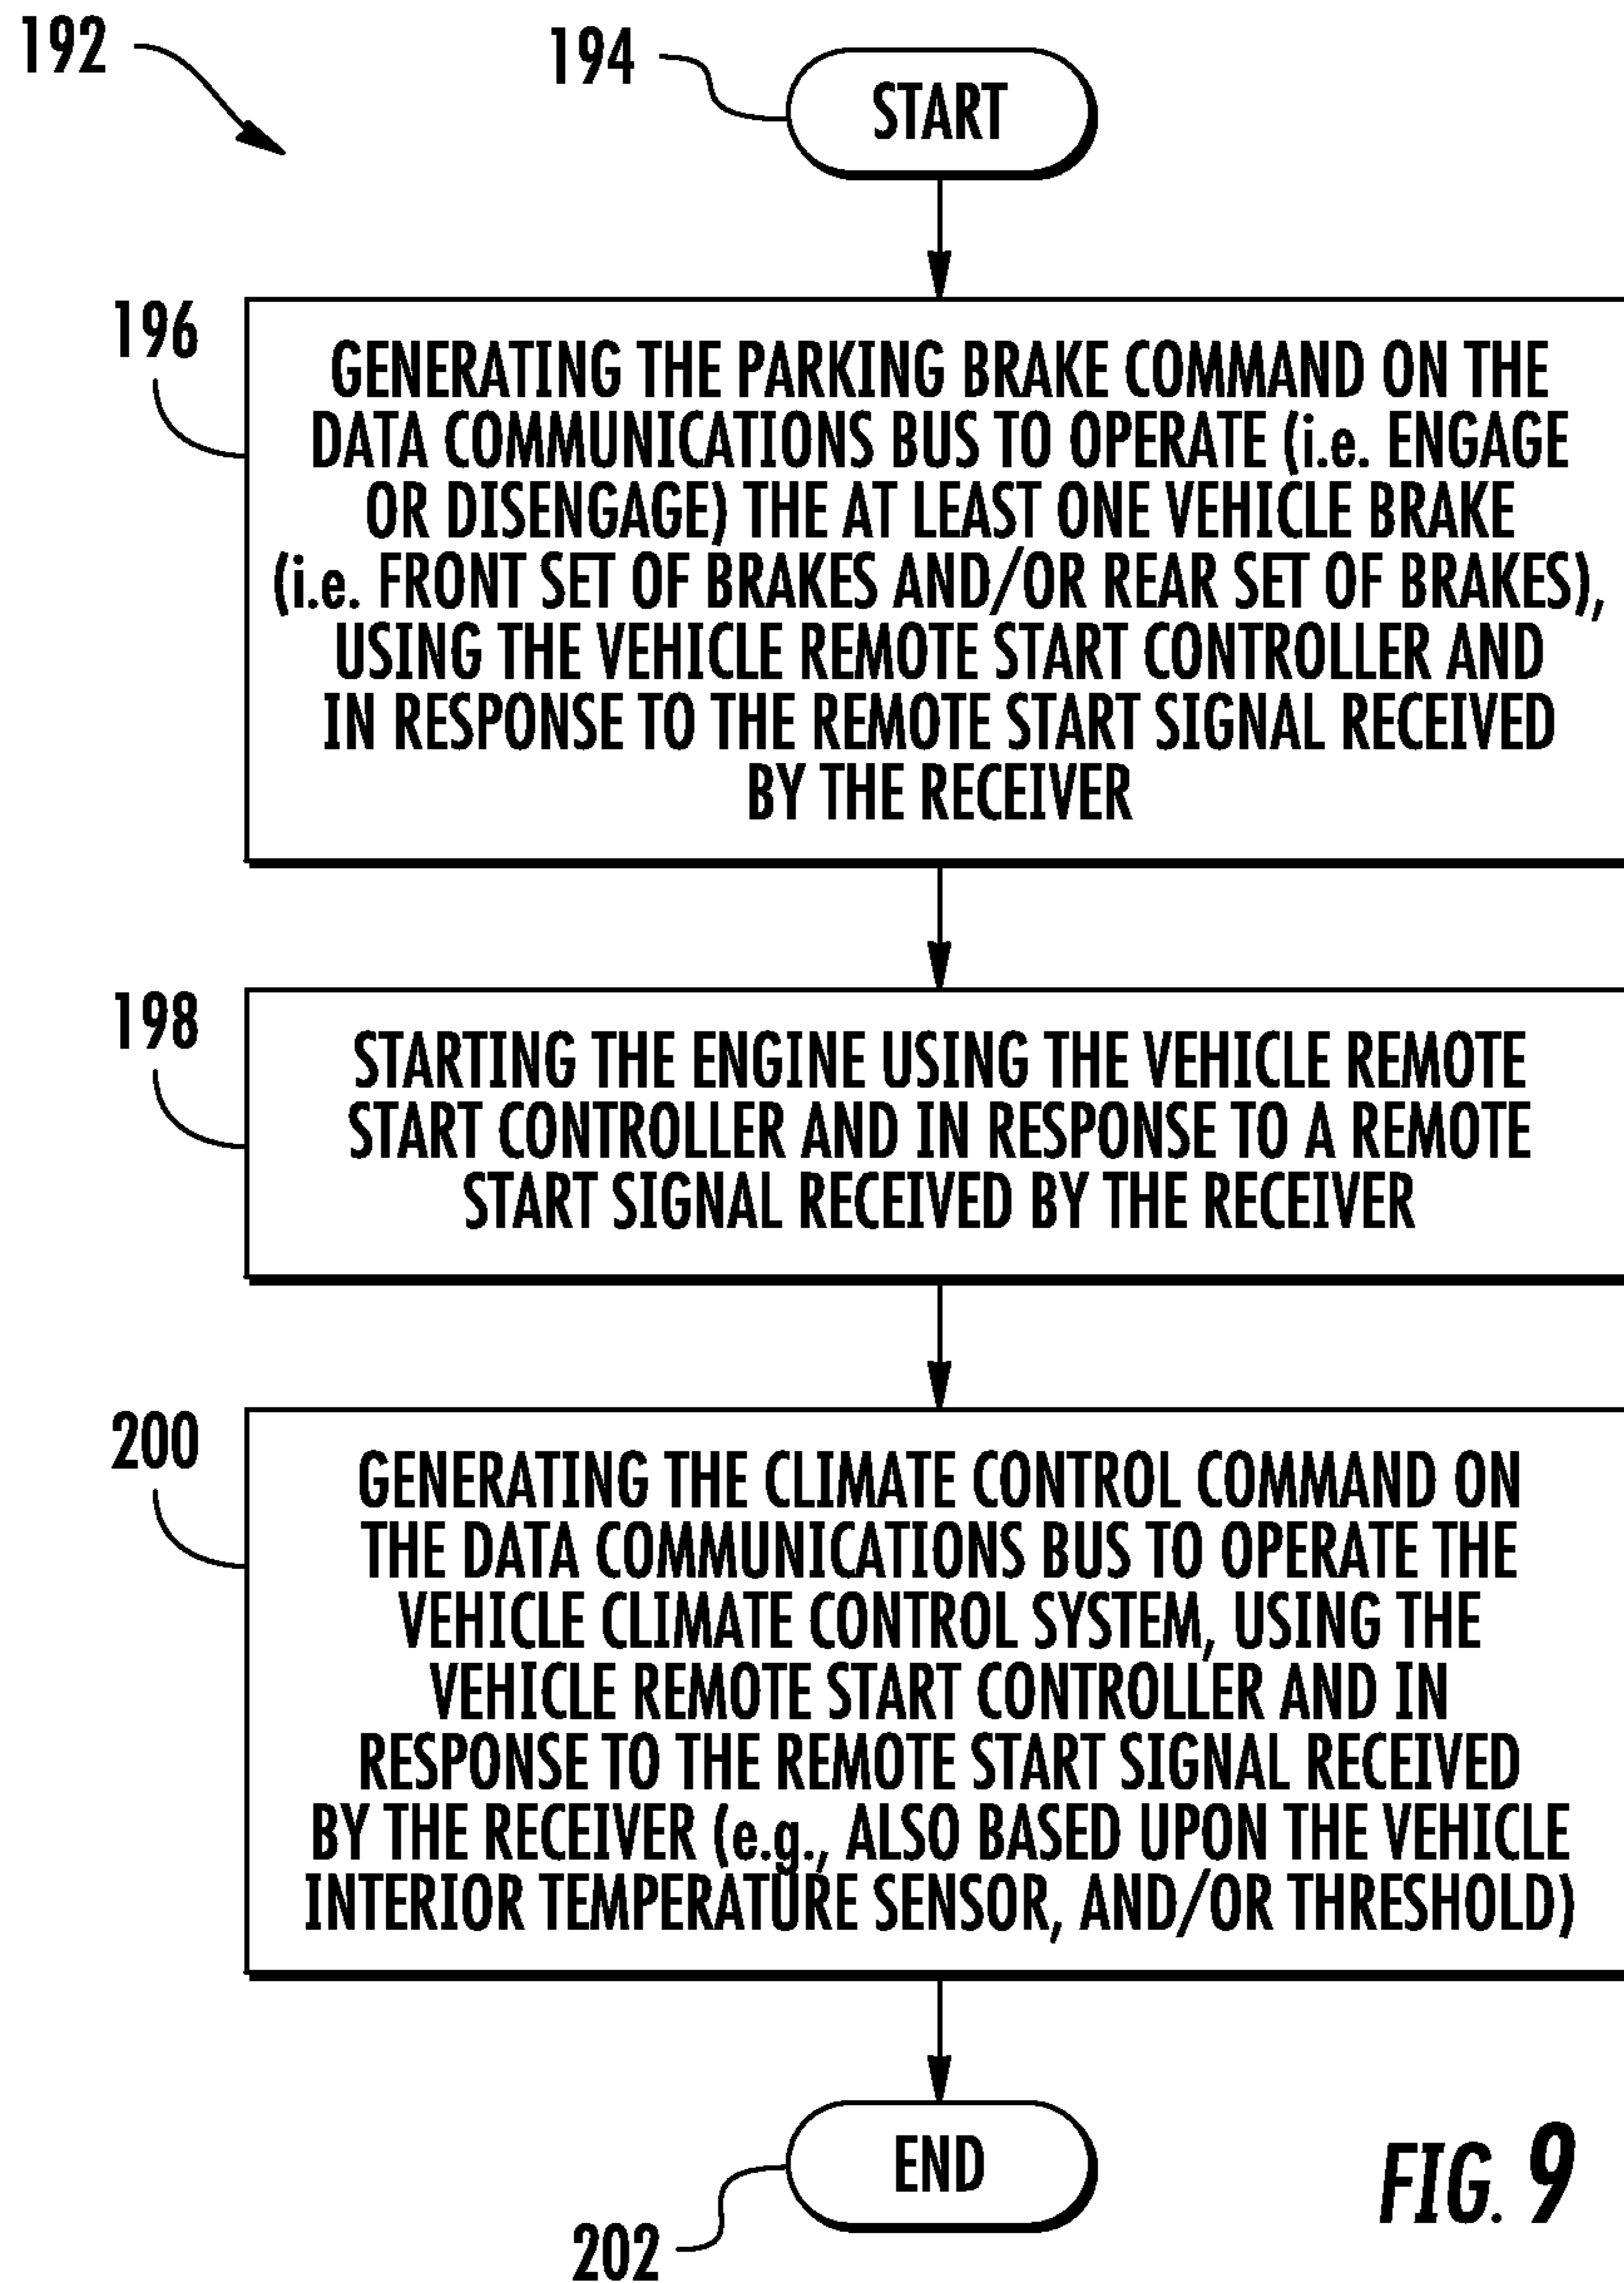 192
194
START
196
GENERATING THE PARKING BRAKE COMMAND ON THE
DATA COMMUNICATIONS BUS TO OPERATE (i.e. ENGAGE
OR DISENGAGE) THE AT LEAST ONE VEHICLE BRAKE
(i.e. FRONT SET OF BRAKES AND/OR REAR SET OF BRAKES),
USING THE VEHICLE REMOTE START CONTROLLER AND
IN RESPONSE TO THE REMOTE START SIGNAL RECEIVED
BY THE RECEIVER
198
STARTING THE ENGINE USING THE VEHICLE REMOTE
START CONTROLLER AND IN RESPONSE TO A REMOTE
START SIGNAL RECEIVED BY THE RECEIVER
200
GENERATING THE CLIMATE CONTROL COMMAND ON
THE DATA COMMUNICATIONS BUS TO OPERATE THE
VEHICLE CLIMATE CONTROL SYSTEM, USING THE
VEHICLE REMOTE START CONTROLLER AND IN
RESPONSE TO THE REMOTE START SIGNAL RECEIVED
BY THE RECEIVER (e.g., ALSO BASED UPON THE VEHICLE
INTERIOR TEMPERATURE SENSOR, AND/OR THRESHOLD)
END
202
FIG. 9